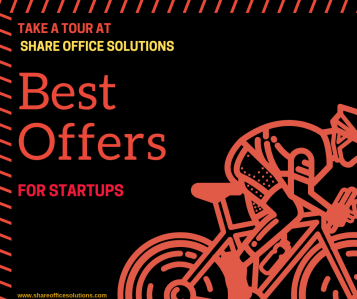 TAKE A TOUR AT
SHARE OFFICE SOLUTIONS
Best
Offers
FOR STARTUPS
www.shareofficesolutions.com